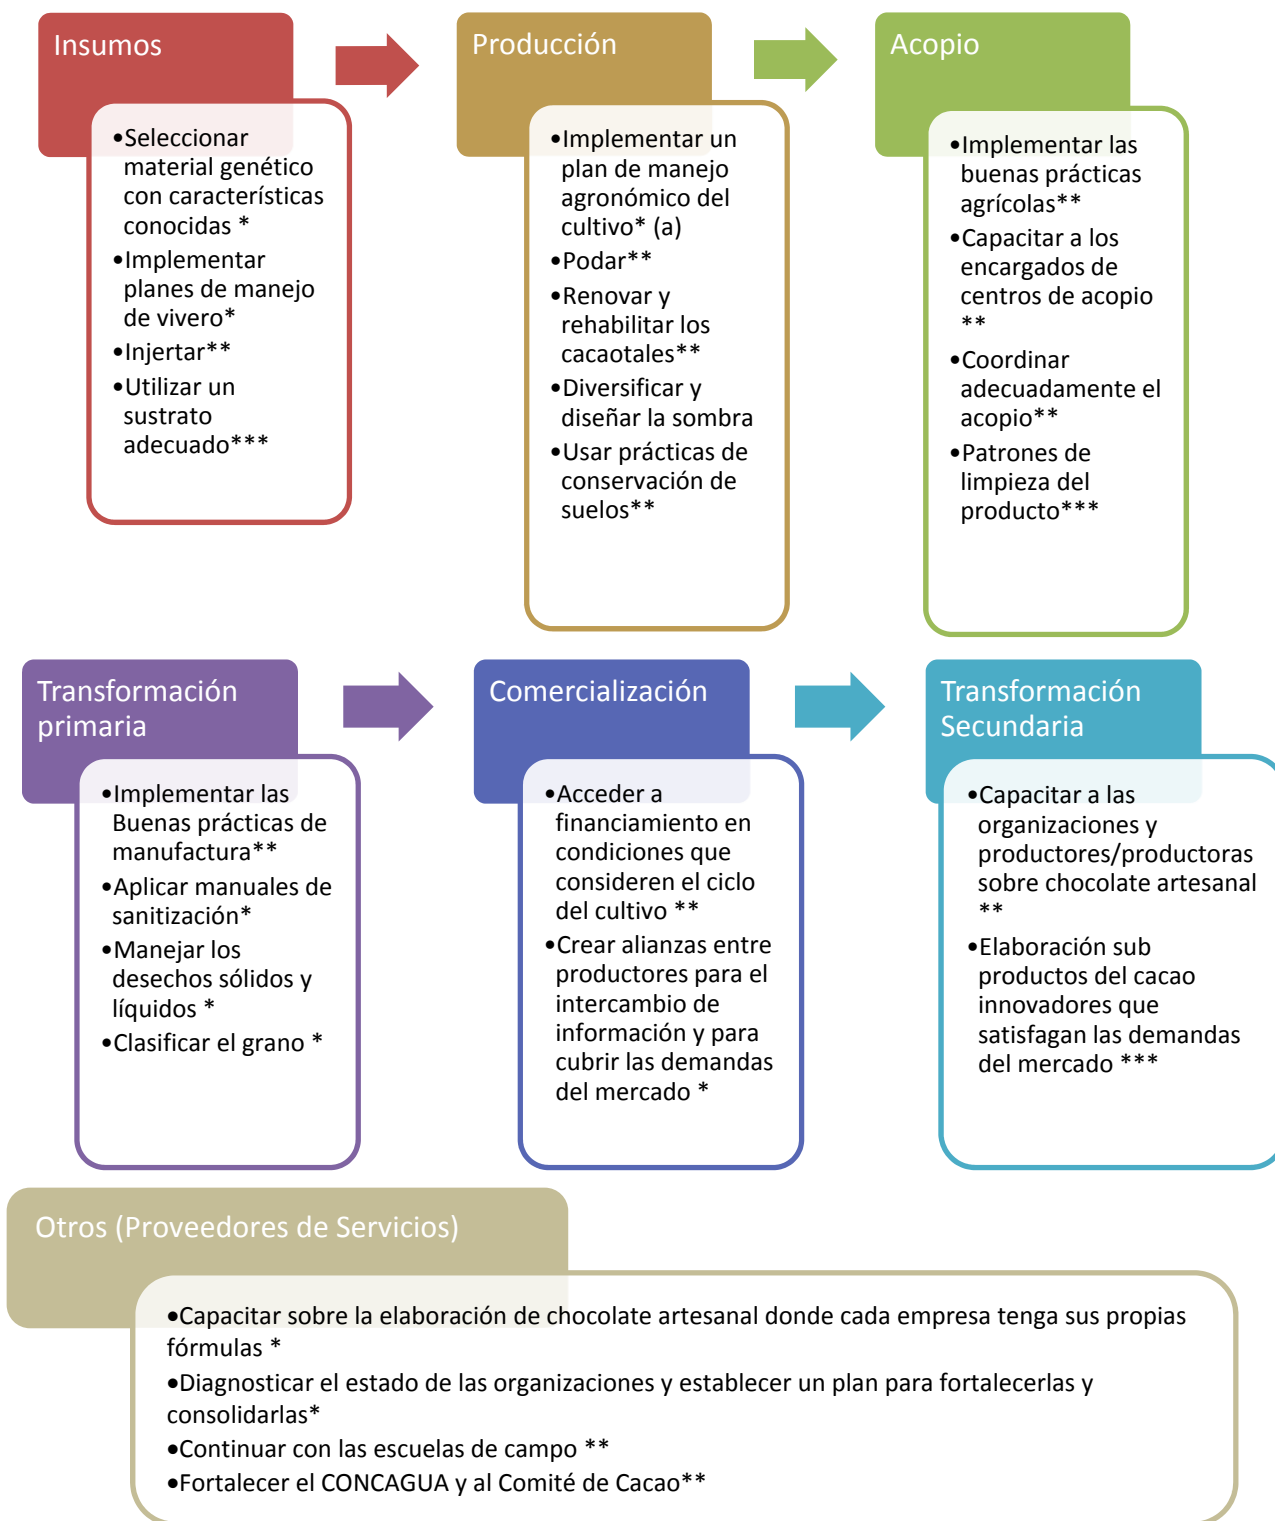 Insumos
•Seleccionar
material genético
con características
conocidas *
•Implementar
planes de manejo
de vivero*
•Injertar**
•Utilizar un
sustrato
adecuado***
Producción
•Implementar un
plan de manejo
agronómico del
cultivo* (a)
•Podar**
•Renovar y
rehabilitar los
cacaotales**
•Diversificar y
diseñar la sombra
•Usar prácticas de
conservación de
suelos**
Acopio
•Implementar las
buenas prácticas
agrícolas**
•Capacitar a los
encargados de
centros de acopio
**
•Coordinar
adecuadamente el
acopio**
•Patrones de
limpieza del
producto***
Transformación
primaria
•Implementar las
Buenas prácticas de
manufactura**
•Aplicar manuales de
sanitización*
•Manejar los
desechos sólidos y
líquidos *
•Clasificar el grano *
Comercialización
•Acceder a
financiamiento en
condiciones que
consideren el ciclo
del cultivo **
•Crear alianzas entre
productores para el
intercambio de
información y para
cubrir las demandas
del mercado *
Transformación
Secundaria
•Capacitar a las
organizaciones y
productores/productoras
sobre chocolate artesanal
**
•Elaboración sub
productos del cacao
innovadores que
satisfagan las demandas
del mercado ***
Otros (Proveedores de Servicios)
•Capacitar sobre la elaboración de chocolate artesanal donde cada empresa tenga sus propias
fórmulas *
•Diagnosticar el estado de las organizaciones y establecer un plan para fortalecerlas y
consolidarlas*
•Continuar con las escuelas de campo **
•Fortalecer el CONCAGUA y al Comité de Cacao**